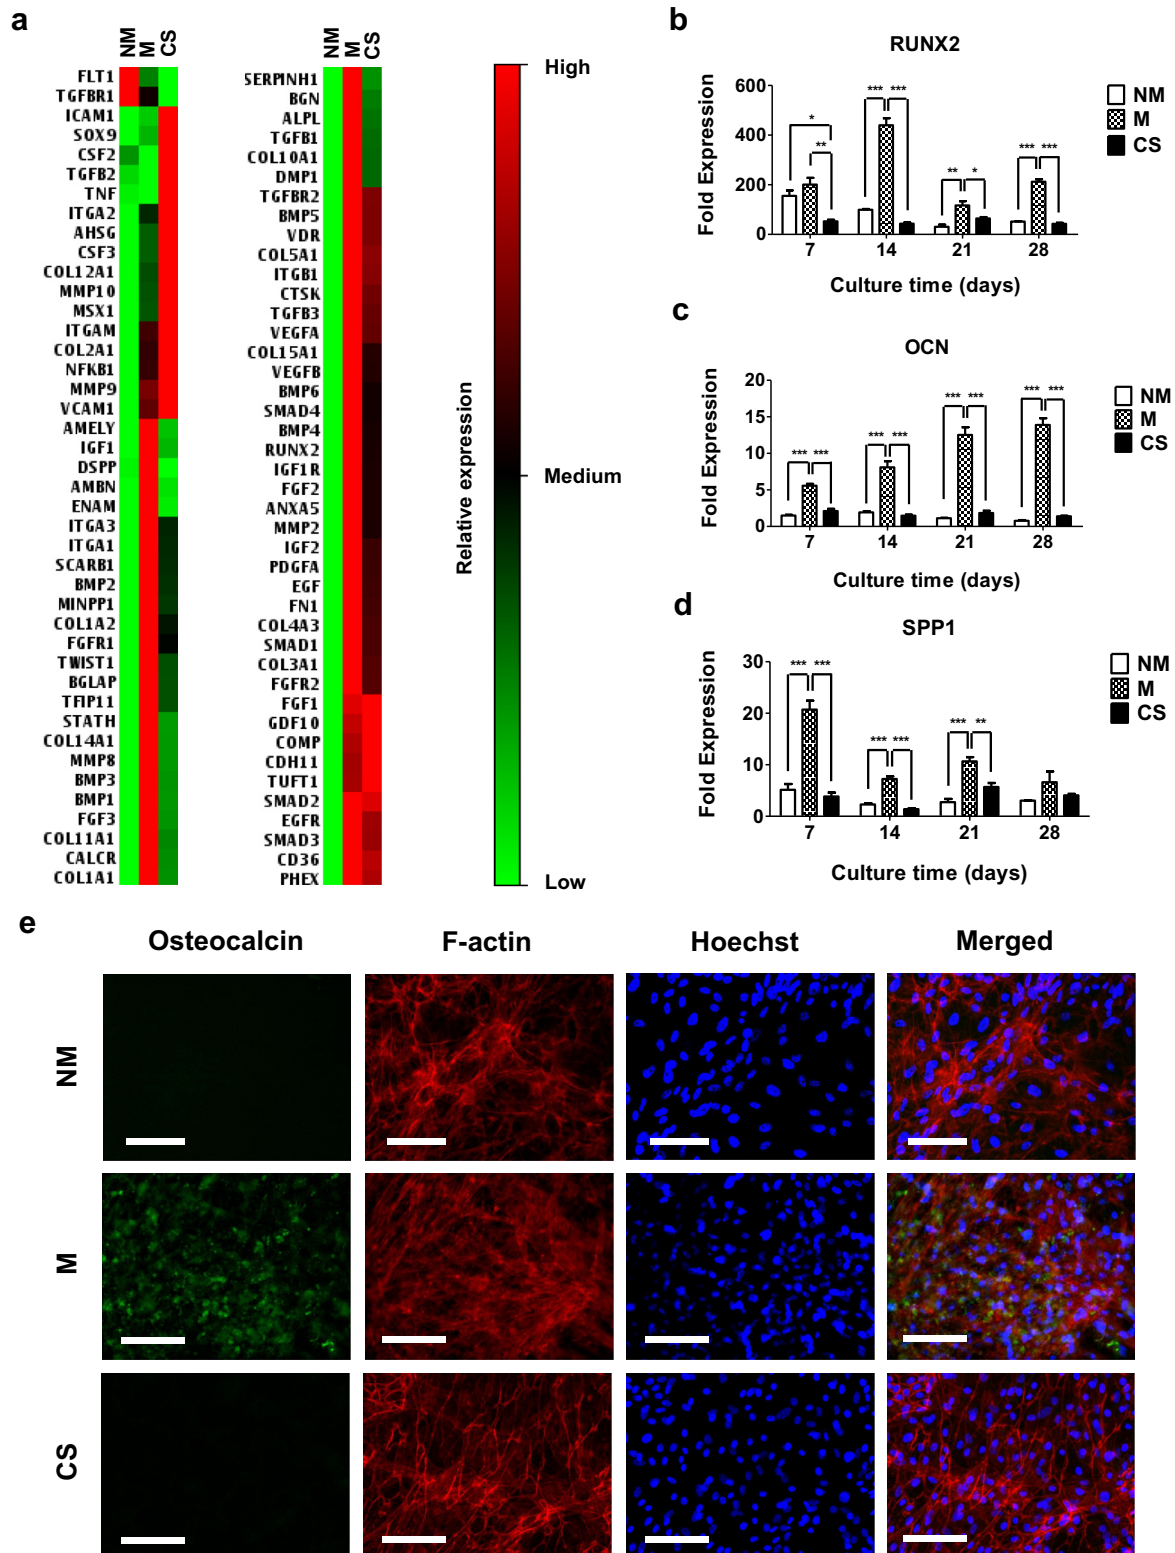 a
NM M CS
FLT1
TGFBR1
ICAM1
SOX9
CSF2
TGFB2
TNF
ITGA2
AHSG
CSF3
COL12A1
MMP10
MSX1
ITGAM
COL2A1
NFKB1
MMP9
VCAM1
AMELY
IGF1
DSPP
AMBN
ENAM
ITGA3
ITGA1
SCARB1
BMP2
MINPP1
COL1A2
FGFR1
TWIST1
BGLAP
TFIP11
STATH
COL14A1
MMP8
BMP3
BMP1
FGF3
COL11A1
CALCR
COL1A1
NM M CS
SERPINH1
BGN
ALPL
TGFB1
COL10A1
DMP1
TGFBR2
BMP5
VDR
COL5A1
ITGB1
CTSK
TGFB3
VEGFA
COL15A1
VEGFB
BMP6
SMAD4
BMP4
RUNX2
IGF1R
FGF2
ANXA5
MMP2
IGF2
PDGFA
EGF
FN1
COL4A3
SMAD1
COL3A1
FGFR2
FGF1
GDF10
COMP
CDH11
TUFT1
SMAD2
EGFR
SMAD3
CD36
PHEX
Relative expression
High
Medium
Low
b
RUNX2
Fold Expression
600
400
200
0
* ** *** *** ** * *** ***
7 14 21 28
Culture time (days)
NM
M
CS
c
OCN
Fold Expression
20
15
10
5
0
*** *** *** *** *** *** *** ***
7 14 21 28
Culture time (days)
NM
M
CS
d
SPP1
Fold Expression
30
20
10
0
*** *** *** *** *** **
7 14 21 28
Culture time (days)
NM
M
CS
e
Osteocalcin F-actin Hoechst Merged
NM
M
CS